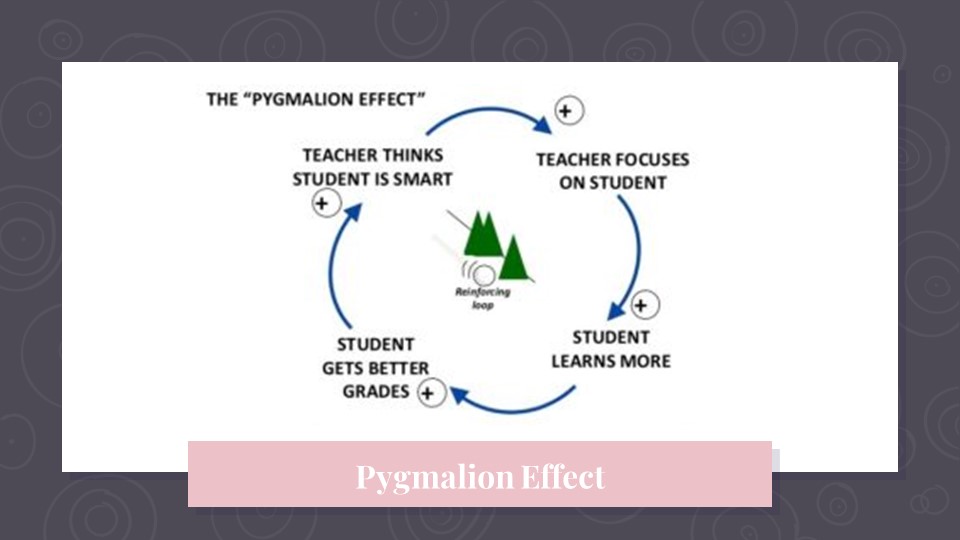 THE “PYGMALION EFFECT”
+
TEACHER THINKS
STUDENT IS SMART
+
TEACHER FOCUSES
ON STUDENT
Reinforcing
loop
+
STUDENT
LEARNS MORE
STUDENT
GETS BETTER
GRADES +
Pygmalion Effect